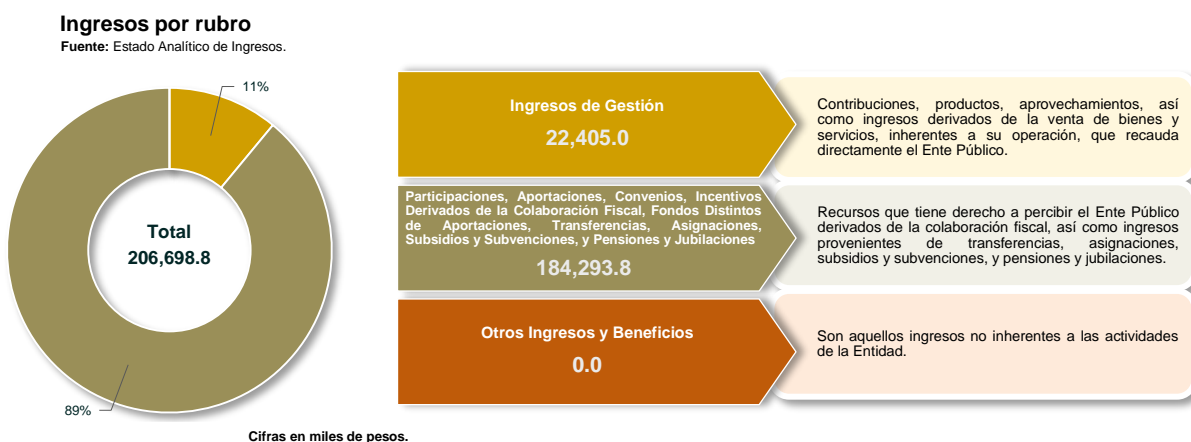 Ingresos por rubro
Fuente: Estado Analítico de Ingresos.
11%
Total
206,698.8
89%
Ingresos de Gestión
22,405.0
Contribuciones, productos, aprovechamientos, así
como ingresos derivados de la venta de bienes y
servicios, inherentes a su operación, que recauda
directamente el Ente Público.
Participaciones, Aportaciones, Convenios, Incentivos
Derivados de la Colaboración Fiscal, Fondos Distintos
de Aportaciones, Transferencias, Asignaciones,
Subsidios y Subvenciones, y Pensiones y Jubilaciones
184,293.8
Recursos que tiene derecho a percibir el Ente Público
derivados de la colaboración fiscal, así como ingresos
provenientes de transferencias, asignaciones,
subsidios y subvenciones, y pensiones y jubilaciones.
Otros Ingresos y Beneficios
0.0
Son aquellos ingresos no inherentes a las actividades
de la Entidad.
Cifras en miles de pesos.